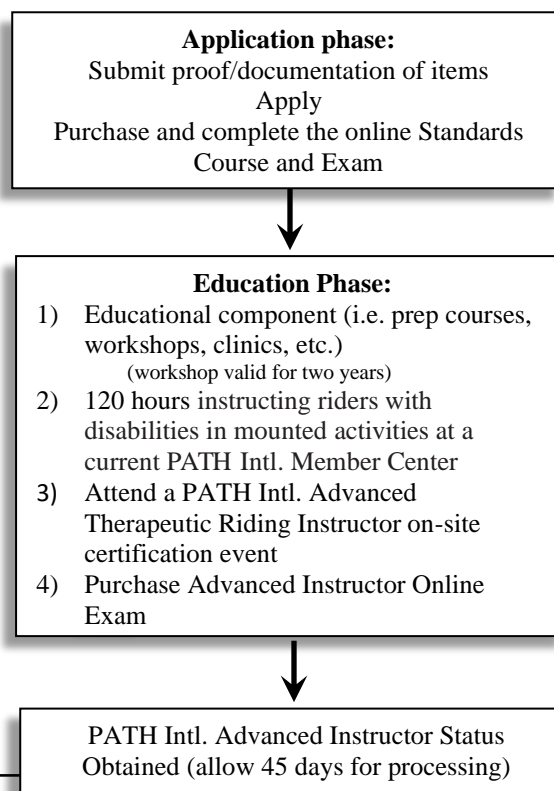 Application phase:
Submit proof/documentation of items
Apply
Purchase and complete the online Standards
Course and Exam
Education Phase:
1) Educational component (i.e. prep courses,
workshops, clinics, etc.)
(workshop valid for two years)
2) 120 hours instructing riders with
disabilities in mounted activities at a
current PATH Intl. Member Center
3) Attend a PATH Intl. Advanced
Therapeutic Riding Instructor on-site
certification event
4) Purchase Advanced Instructor Online
Exam
PATH Intl. Advanced Instructor Status
Obtained (allow 45 days for processing)